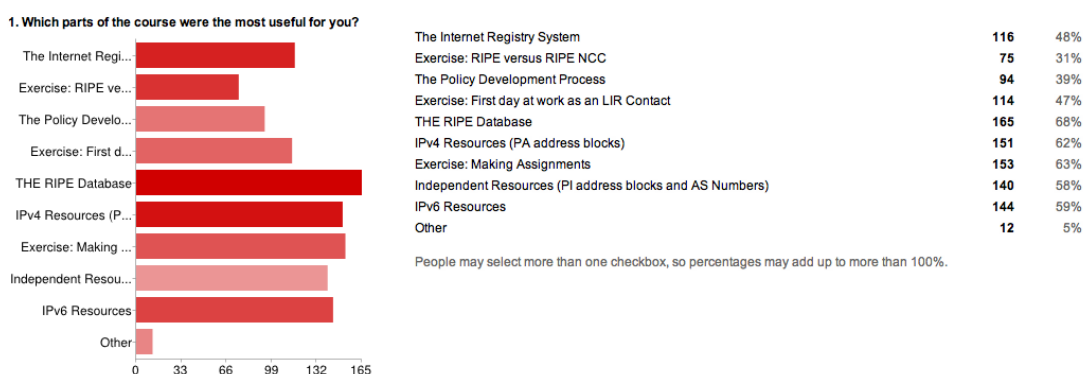 1. Which parts of the course were the most useful for you?
The Internet Regi...
Exercise: RIPE ve...
The Policy Develo...
Exercise: First d...
THE RIPE Database
IPv4 Resources (P...
Exercise: Making ...
Independent Resou...
IPv6 Resources
Other
0 33 66 99 132 165
The Internet Registry System 116 48%
Exercise: RIPE versus RIPE NCC 75 31%
The Policy Development Process 94 39%
Exercise: First day at work as an LIR Contact 114 47%
THE RIPE Database 165 68%
IPv4 Resources (PA address blocks) 151 62%
Exercise: Making Assignments 153 63%
Independent Resources (PI address blocks and AS Numbers) 140 58%
IPv6 Resources 144 59%
Other 12 5%
People may select more than one checkbox, so percentages may add up to more than 100%.